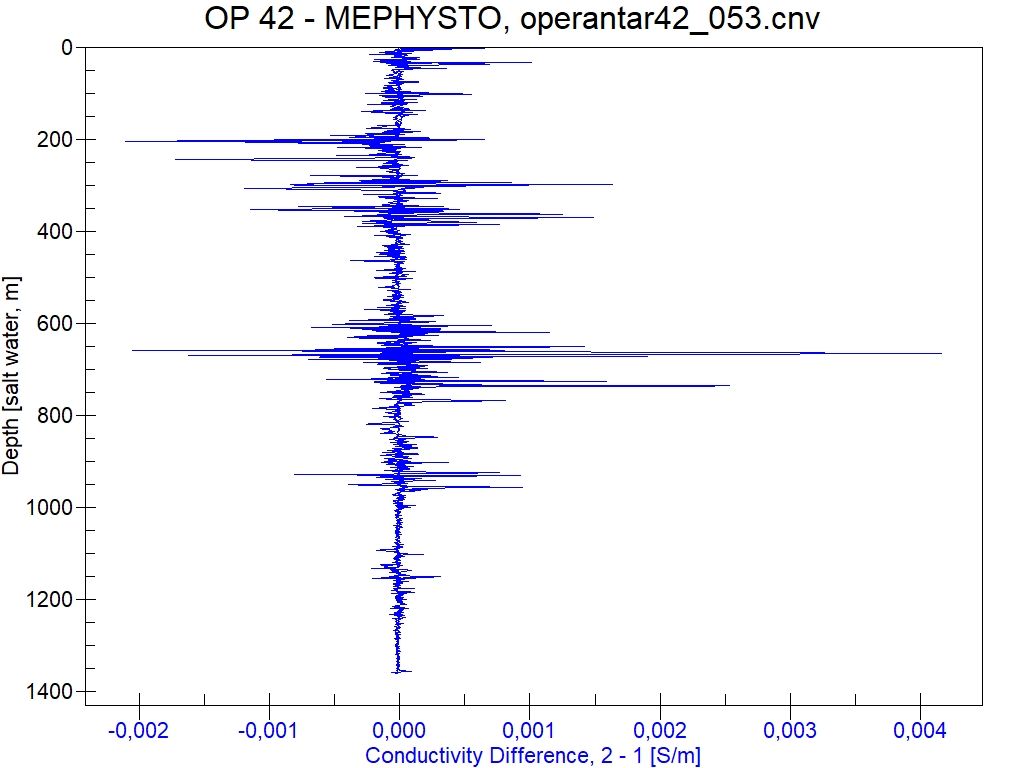 OP 42 - MEPHYSTO, operantar42_053.cnv
0
200
400
600
800
1000
1200
1400
Depth [salt water, m]
-0,002 -0,001 0,000 0,001 0,002 0,003 0,004
Conductivity Difference, 2 - 1 [S/m]